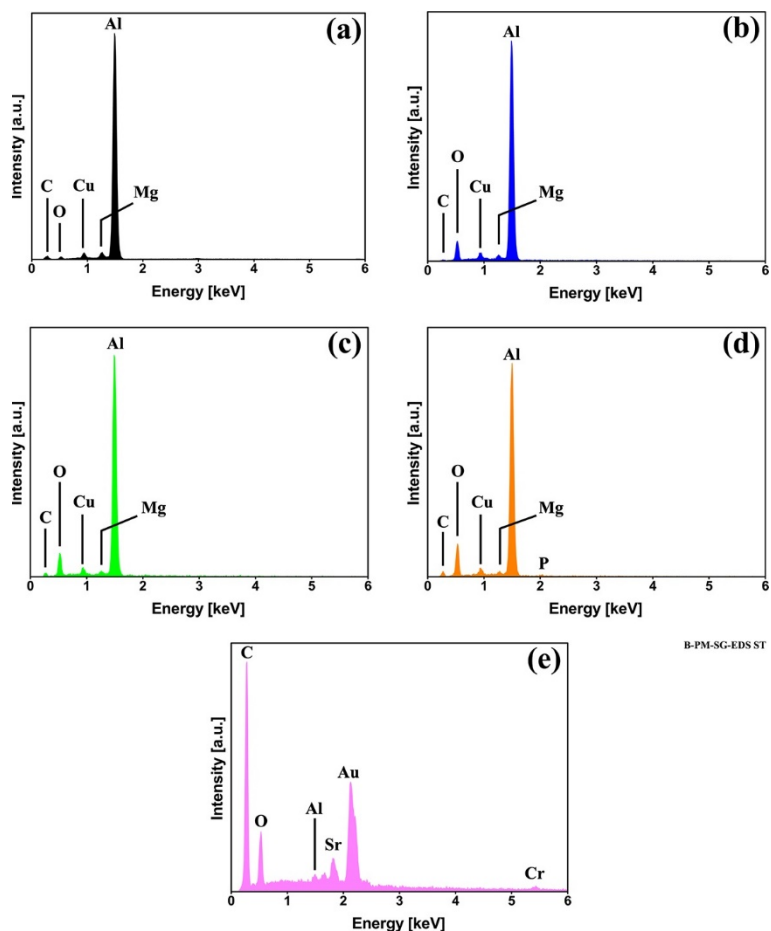 (a)
Al
C
O
Cu
Mg
Intensity [a.u.]
0 1 2 3 4 5 6
Energy [keV]
(b)
Al
O
C
Cu
Mg
Intensity [a.u.]
0 1 2 3 4 5 6
Energy [keV]
(c)
Al
O
C
Cu
Mg
Intensity [a.u.]
0 1 2 3 4 5 6
Energy [keV]
(d)
Al
O
C
Cu
Mg
P
Intensity [a.u.]
0 1 2 3 4 5 6
Energy [keV]
B-PM-SG-EDS ST
(e)
C
O
Al
Sr
Au
Cr
Intensity [a.u.]
0 1 2 3 4 5 6
Energy [keV]